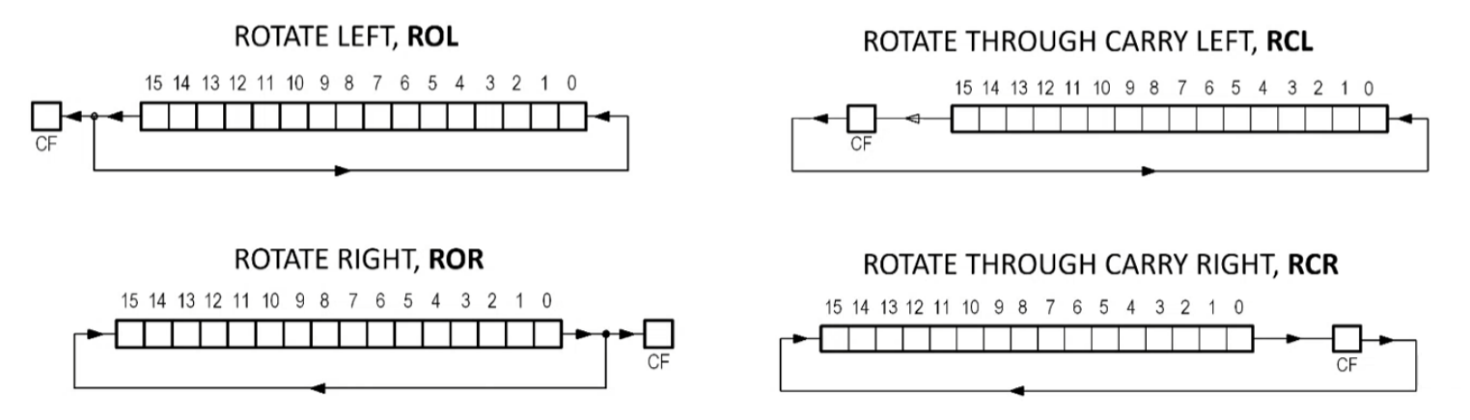 ROTATE LEFT, ROL
15 14 13 12 11 10 9 8 7 6 5 4 3 2 1 0
CF
ROTATE THROUGH CARRY LEFT, RCL
15 14 13 12 11 10 9 8 7 6 5 4 3 2 1 0
CF
ROTATE RIGHT, ROR
15 14 13 12 11 10 9 8 7 6 5 4 3 2 1 0
CF
ROTATE THROUGH CARRY RIGHT, RCR
15 14 13 12 11 10 9 8 7 6 5 4 3 2 1 0
CF